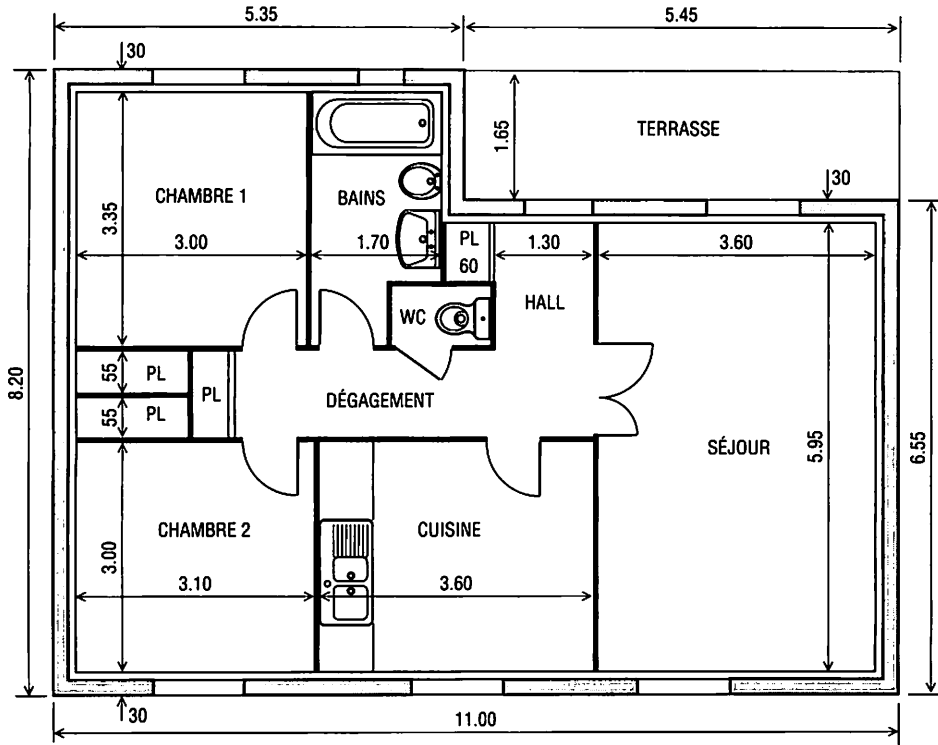 5.35
5.45
30
TERRASSE
1.65
30
CHAMBRE 1
BAINS
3.35
3.00
1.70
PL
60
1.30
3.60
HALL
WC
8.20
55
PL
PL
DÉGAGEMENT
55
PL
SÉJOUR
5.95
6.55
CHAMBRE 2
CUISINE
3.00
3.10
3.60
30
11.00